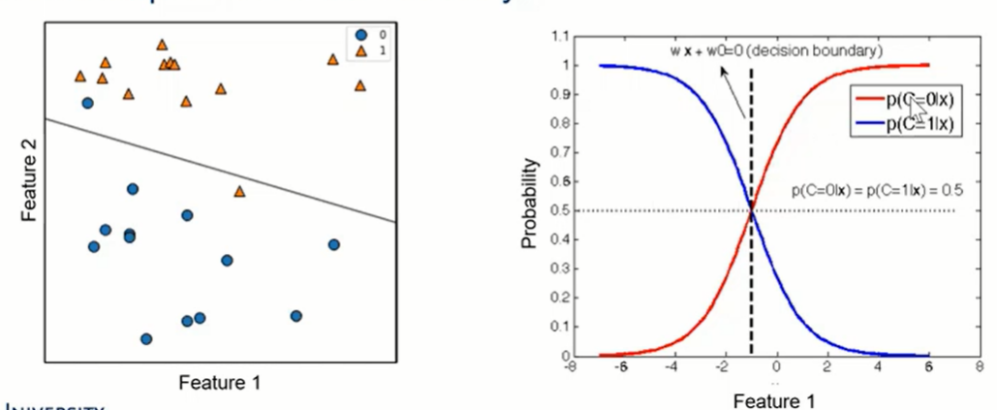 0
1
Feature 2
Feature 1
1.1
1
0.9
0.8
0.7
0.6
0.5
0.4
0.3
0.2
0.1
0
Probability
w x + w0=0 (decision boundary)
p(C=0|x)
p(C=1|x)
p(C=0|x) = p(C=1|x) = 0.5
-8 -6 -4 -2 0 2 4 6 8
Feature 1
UNIVERSITY